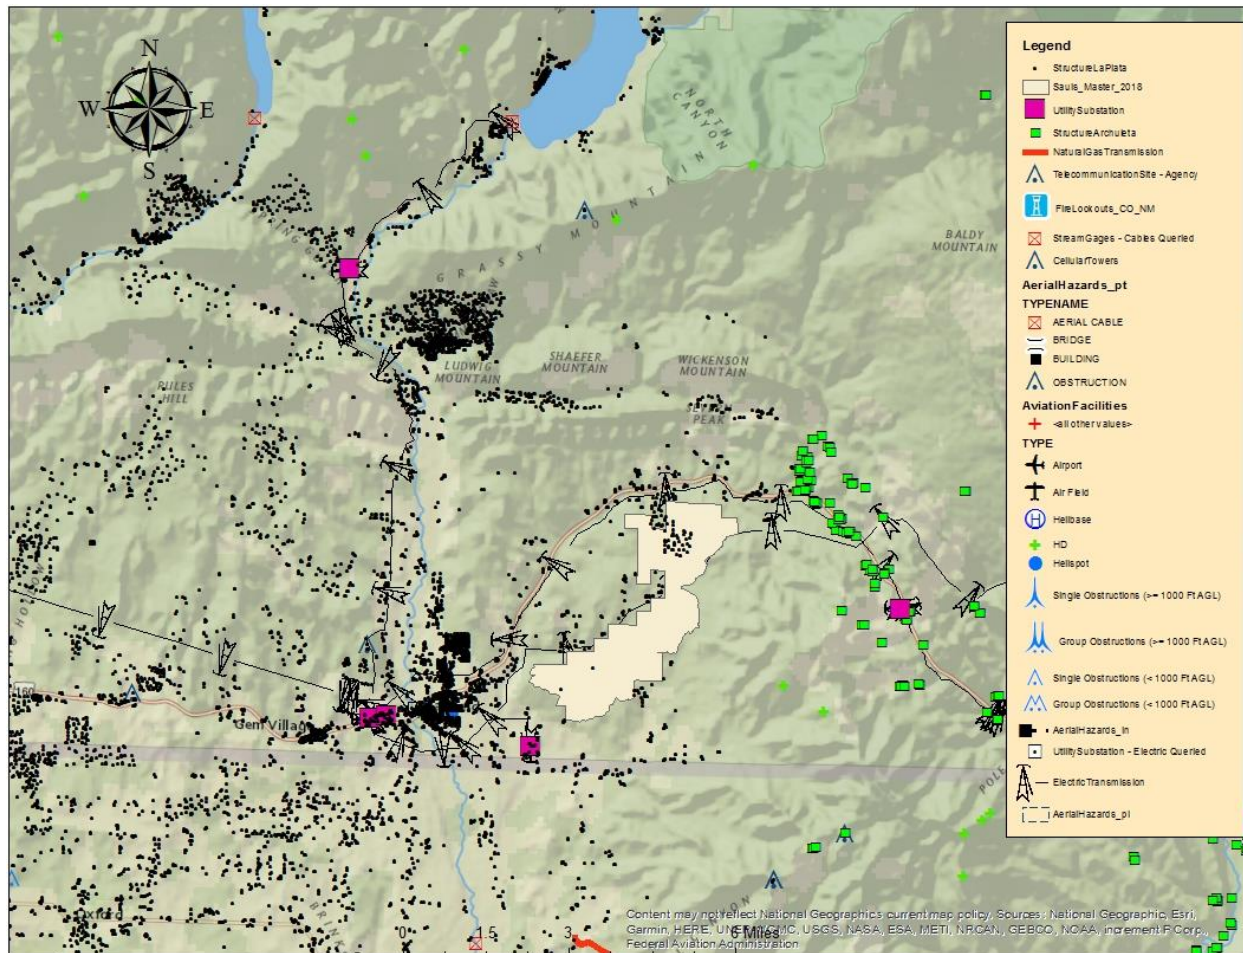 N
W E
S
NORTH
CANYON
GRASSY MOUNTAIN
BALDY
MOUNTAIN
LUDWIG
MOUNTAIN
SHAEFER
MOUNTAIN
WICKENSON
MOUNTAIN
PEAK
HILL
HOLLOW
160
Gem Village
Oxford
0 1.5 3 6 Miles
Legend
StructureLaPlata
Sauls_Master_2018
UtilitySubstation
StructureArchuleta
NaturalGasTransmission
TelecommunicationSite - Agency
FireLookouts_CO_NM
StreamGages - Cables Queried
CellularTowers
AerialHazards_pt
TYPENAME
AERIAL CABLE
BRIDGE
BUILDING
OBSTRUCTION
AviationFacilities
<all other values>
TYPE
Airport
Air Field
Helibase
HD
Helispot
Single Obstructions (>= 1000 Ft AGL)
Group Obstructions (>= 1000 Ft AGL)
Single Obstructions (< 1000 Ft AGL)
Group Obstructions (< 1000 Ft AGL)
AerialHazards_ln
UtilitySubstation - Electric Queried
ElectricTransmission
AerialHazards_pl
Content may not reflect National Geographic's current map policy. Sources: National Geographic, Esri,
Garmin, HERE, UNEP-WCMC, USGS, NASA, ESA, METI, NRCAN, GEBCO, NOAA, increment P Corp.,
Federal Aviation Administration